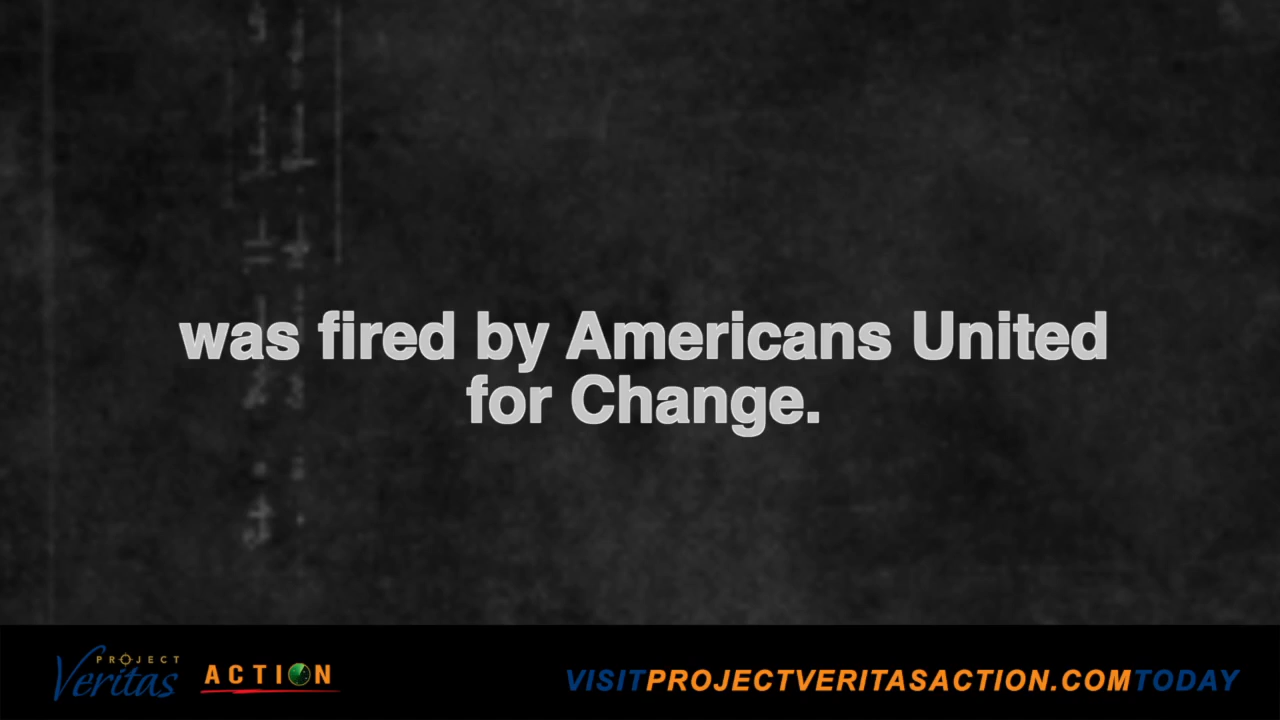 was fired by Americans United
for Change.
PROJECT
Veritas ACTION
VISITPROJECTVERITASACTION.COMTODAY